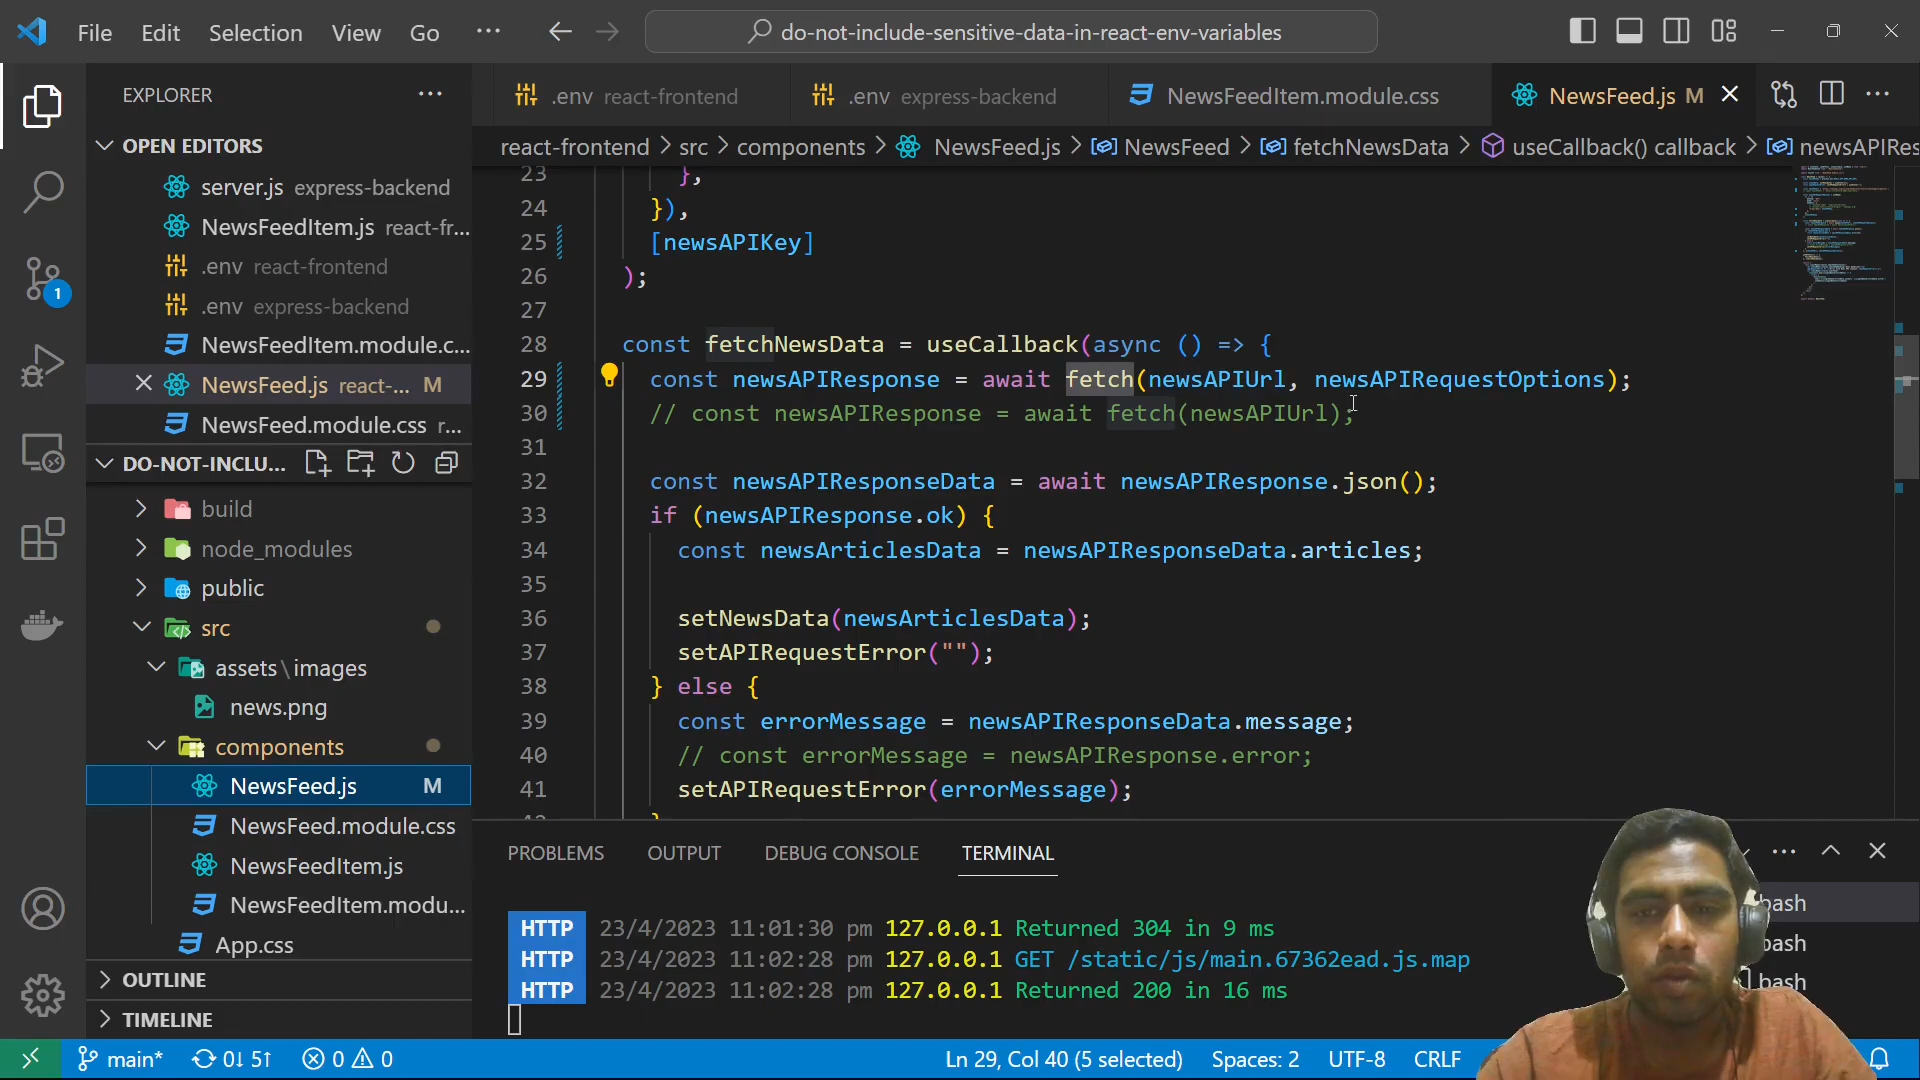 File Edit Selection View Go ···
do-not-include-sensitive-data-in-react-env-variables
EXPLORER
OPEN EDITORS
server.js express-backend
NewsFeedItem.js react-fr...
.env react-frontend
.env express-backend
NewsFeedItem.module.c...
NewsFeed.js react-... M
NewsFeed.module.css r...
DO-NOT-INCLU...
build
node_modules
public
src
assets\images
news.png
components
NewsFeed.js M
NewsFeed.module.css
NewsFeedItem.js
NewsFeedItem.modu...
App.css
OUTLINE
TIMELINE
1
.env react-frontend
.env express-backend
NewsFeedItem.module.css
NewsFeed.js M
react-frontend > src > components > NewsFeed.js > NewsFeed > fetchNewsData > useCallback() callback > newsAPIRes
23 },
24 }),
25 [newsAPIKey]
26 );
27
28 const fetchNewsData = useCallback(async () => {
29 const newsAPIResponse = await fetch(newsAPIUrl, newsAPIRequestOptions);
30 // const newsAPIResponse = await fetch(newsAPIUrl);
31
32 const newsAPIResponseData = await newsAPIResponse.json();
33 if (newsAPIResponse.ok) {
34 const newsArticlesData = newsAPIResponseData.articles;
35
36 setNewsData(newsArticlesData);
37 setAPIRequestError("");
38 } else {
39 const errorMessage = newsAPIResponseData.message;
40 // const errorMessage = newsAPIResponse.error;
41 setAPIRequestError(errorMessage);
PROBLEMS OUTPUT DEBUG CONSOLE TERMINAL
HTTP 23/4/2023 11:01:30 pm 127.0.0.1 Returned 304 in 9 ms
HTTP 23/4/2023 11:02:28 pm 127.0.0.1 GET /static/js/main.67362ead.js.map
HTTP 23/4/2023 11:02:28 pm 127.0.0.1 Returned 200 in 16 ms
bash
bash
bash
main* 0↓ 5↑ 0 0
Ln 29, Col 40 (5 selected) Spaces: 2 UTF-8 CRLF